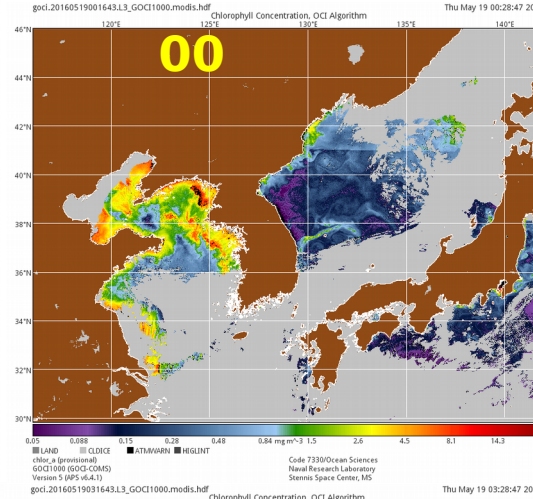 goci.20160519001643.L3_GOCI1000.modis.hdf Thu May 19 00:28:47
Chlorophyll Concentration, OCI Algorithm
120°E 125°E 130°E 135°E 140°E
46°N
00
44°N
42°N
40°N
38°N
36°N
34°N
32°N
30°N
0.05 0.088 0.15 0.28 0.48 0.84 mg m^-3 1.5 2.6 4.5 8.1 14.3
LAND CLDICE ATMWARN HIGLINT
chlor_a (provisional) Code 7330/Ocean Sciences
GOCI1000 (GOCI-COMS) Naval Research Laboratory
Version 5 (APS v6.4.1) Stennis Space Center, MS
goci.20160519031643.L3_GOCI1000.modis.hdf Thu May 19 03:28:47
Chlorophyll Concentration, OCI Algorithm